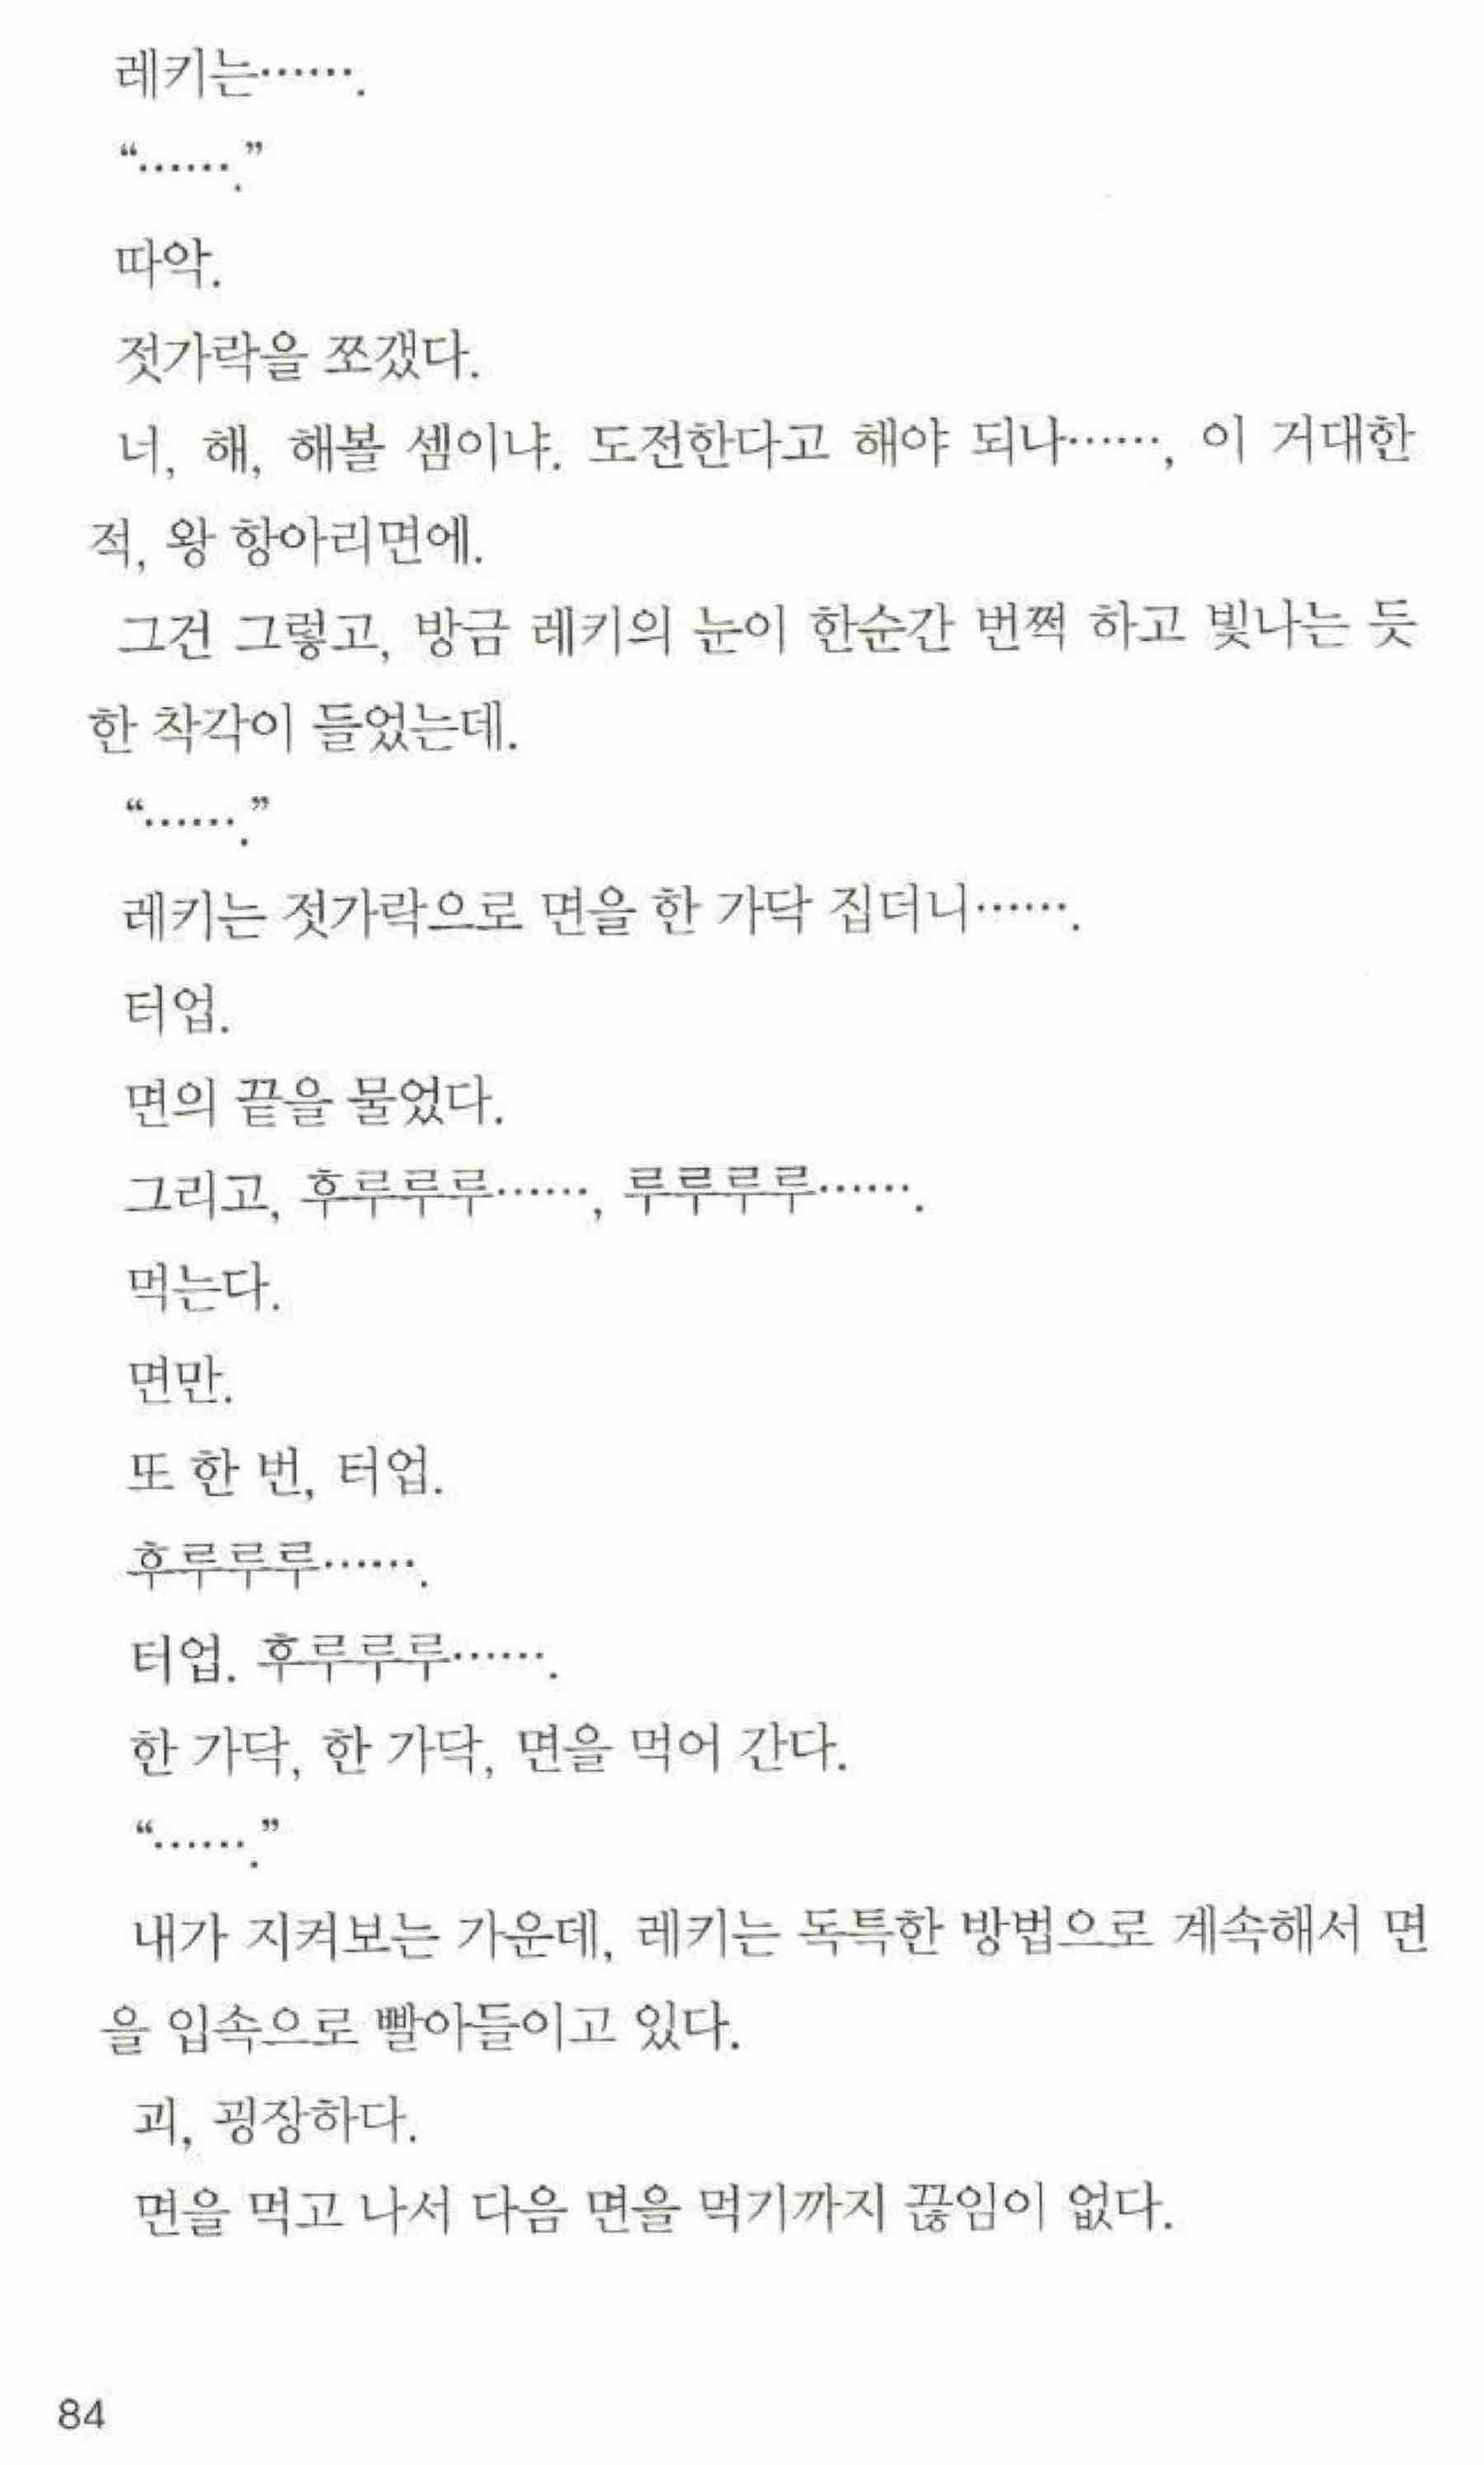 레키는…….
“…….”
따악.
젓가락을 쪼갰다.
너, 해, 해볼 셈이냐. 도전한다고 해야 되나……, 이 거대한
적, 왕 항아리면에.
그건 그렇고, 방금 레키의 눈이 한순간 번쩍 하고 빛나는 듯
한 착각이 들었는데.
“…….”
레키는 젓가락으로 면을 한 가닥 집더니…….
터업.
면의 끝을 물었다.
그리고, 후루루루……, 루루루루…….
먹는다.
면만.
또 한 번, 터업.
후루루루…….
터업. 후루루루…….
한 가닥, 한 가닥, 면을 먹어 간다.
“…….”
내가 지켜보는 가운데, 레키는 독특한 방법으로 계속해서 면
을 입속으로 빨아들이고 있다.
괴, 굉장하다.
면을 먹고 나서 다음 면을 먹기까지 끊임이 없다.
84